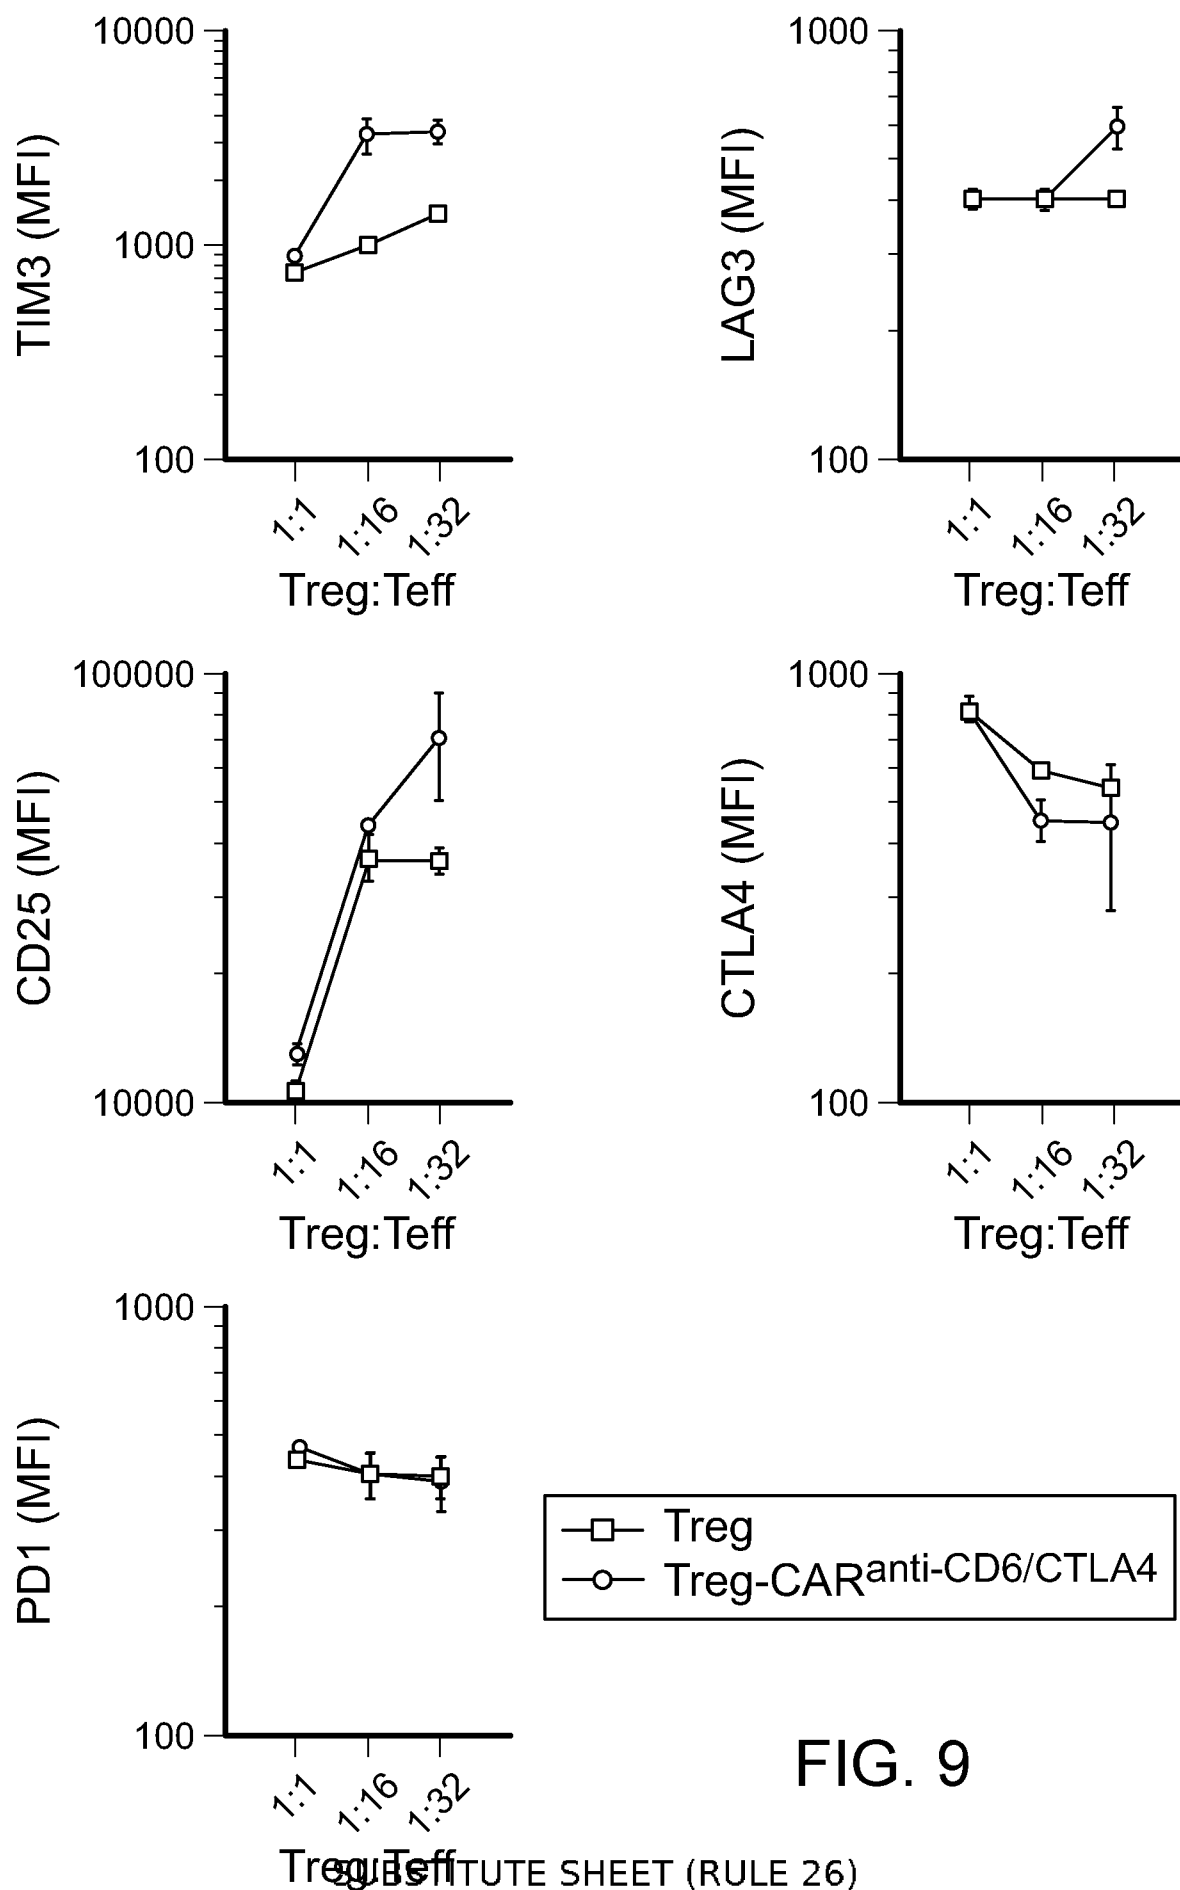 10000
1000
100
TIM3 (MFI)
1:1
1:16
1:32
Treg:Teff
1000
100
LAG3 (MFI)
1:1
1:16
1:32
Treg:Teff
100000
10000
CD25 (MFI)
1:1
1:16
1:32
Treg:Teff
1000
100
CTLA4 (MFI)
1:1
1:16
1:32
Treg:Teff
1000
100
PD1 (MFI)
1:1
1:16
1:32
Treg:Teff
Treg
Treg-CARanti-CD6/CTLA4
FIG. 9
SUBSTITUTE SHEET (RULE 26)